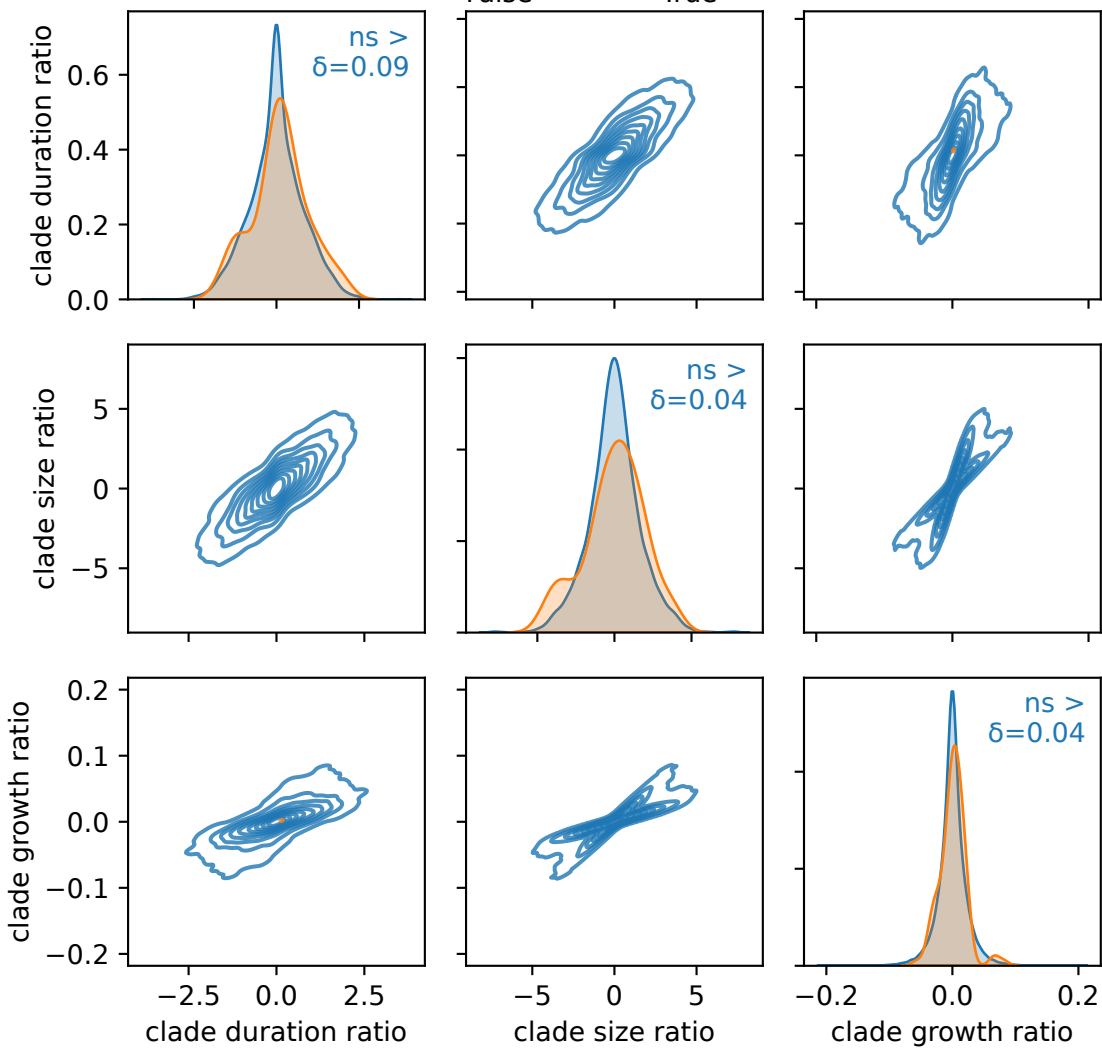 clade duration ratio
0.6
0.4
0.2
0.0
ns >
δ=0.09
clade size ratio
5
0
−5
ns >
δ=0.04
clade growth ratio
0.2
0.1
0.0
−0.1
−0.2
ns >
δ=0.04
−2.5 0.0 2.5
−5 0 5
−0.2 0.0 0.2
clade duration ratio
clade size ratio
clade growth ratio